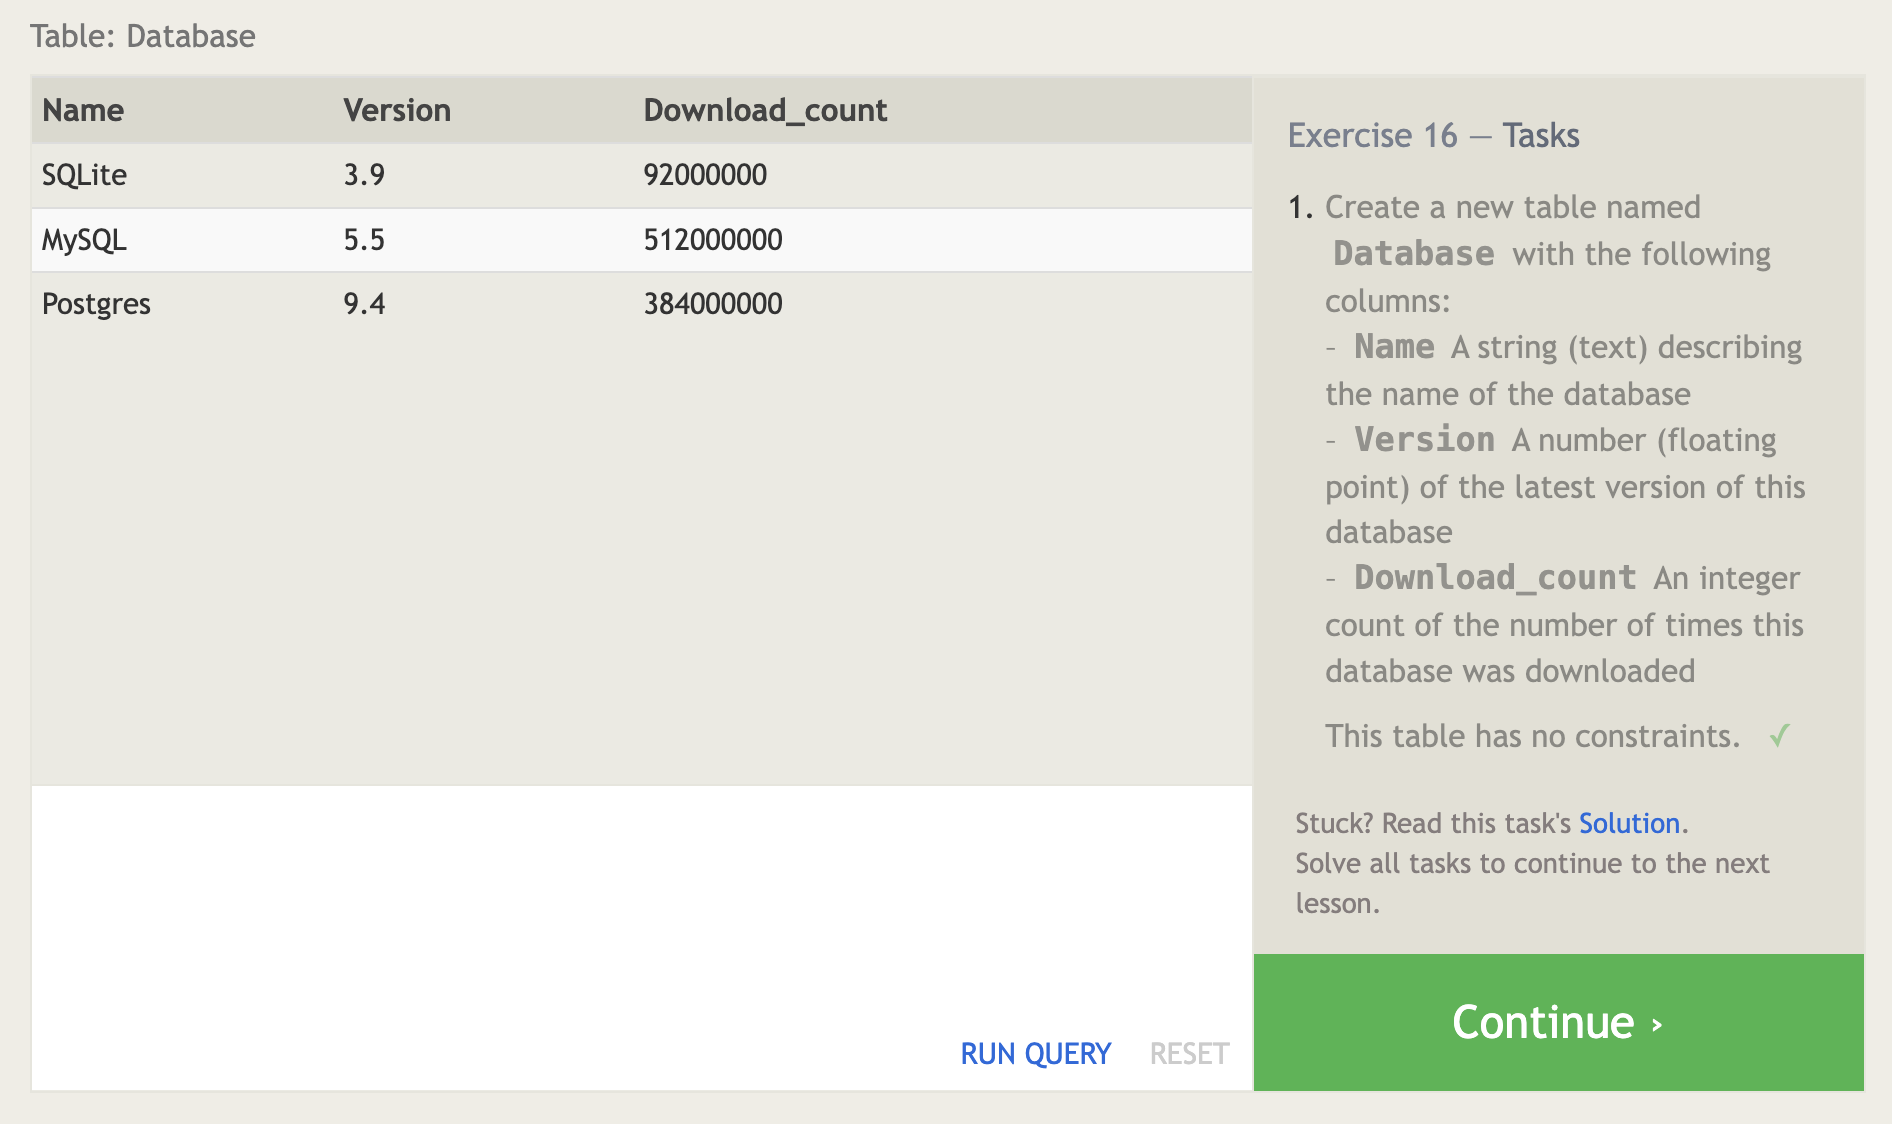 Table: Database
Name Version Download_count
SQLite 3.9 92000000
MySQL 5.5 512000000
Postgres 9.4 384000000
RUN QUERY RESET
Exercise 16 — Tasks
1. Create a new table named
Database with the following
columns:
– Name A string (text) describing
the name of the database
– Version A number (floating
point) of the latest version of this
database
– Download_count An integer
count of the number of times this
database was downloaded
This table has no constraints. ✓
Stuck? Read this task's Solution.
Solve all tasks to continue to the next
lesson.
Continue ›